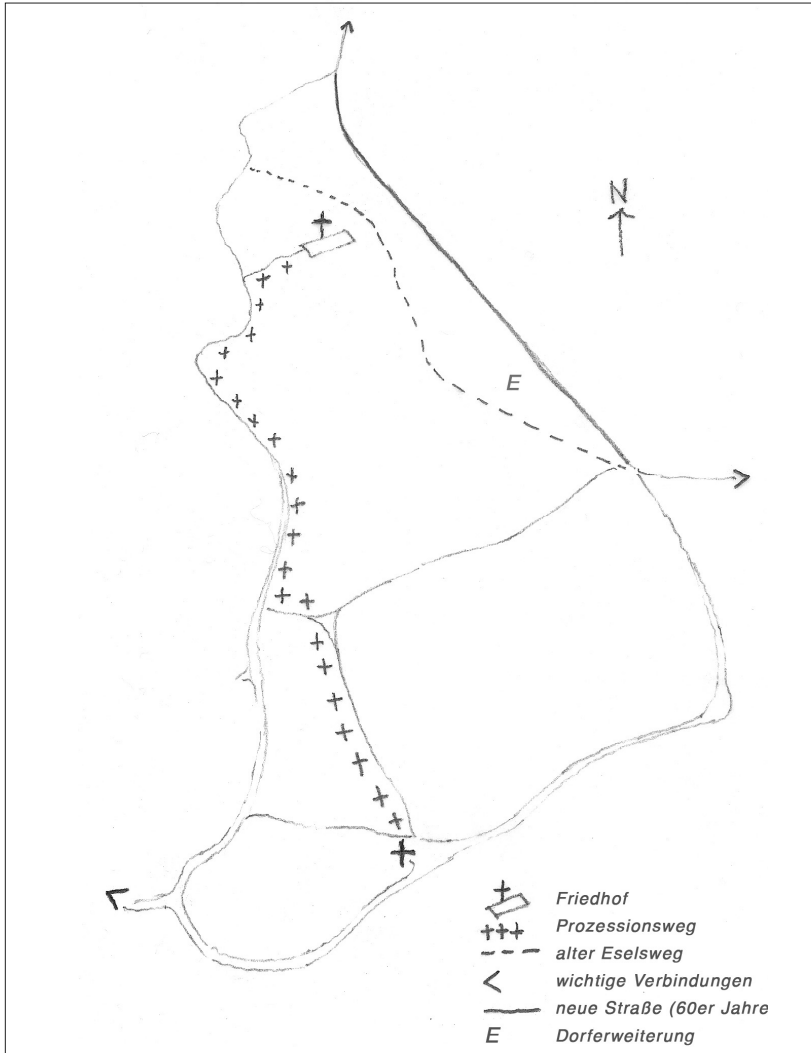 N
E
Friedhof
+++ Prozessionsweg
alter Eselsweg
< wichtige Verbindungen
neue Straße (60er Jahre
E Dorferweiterung